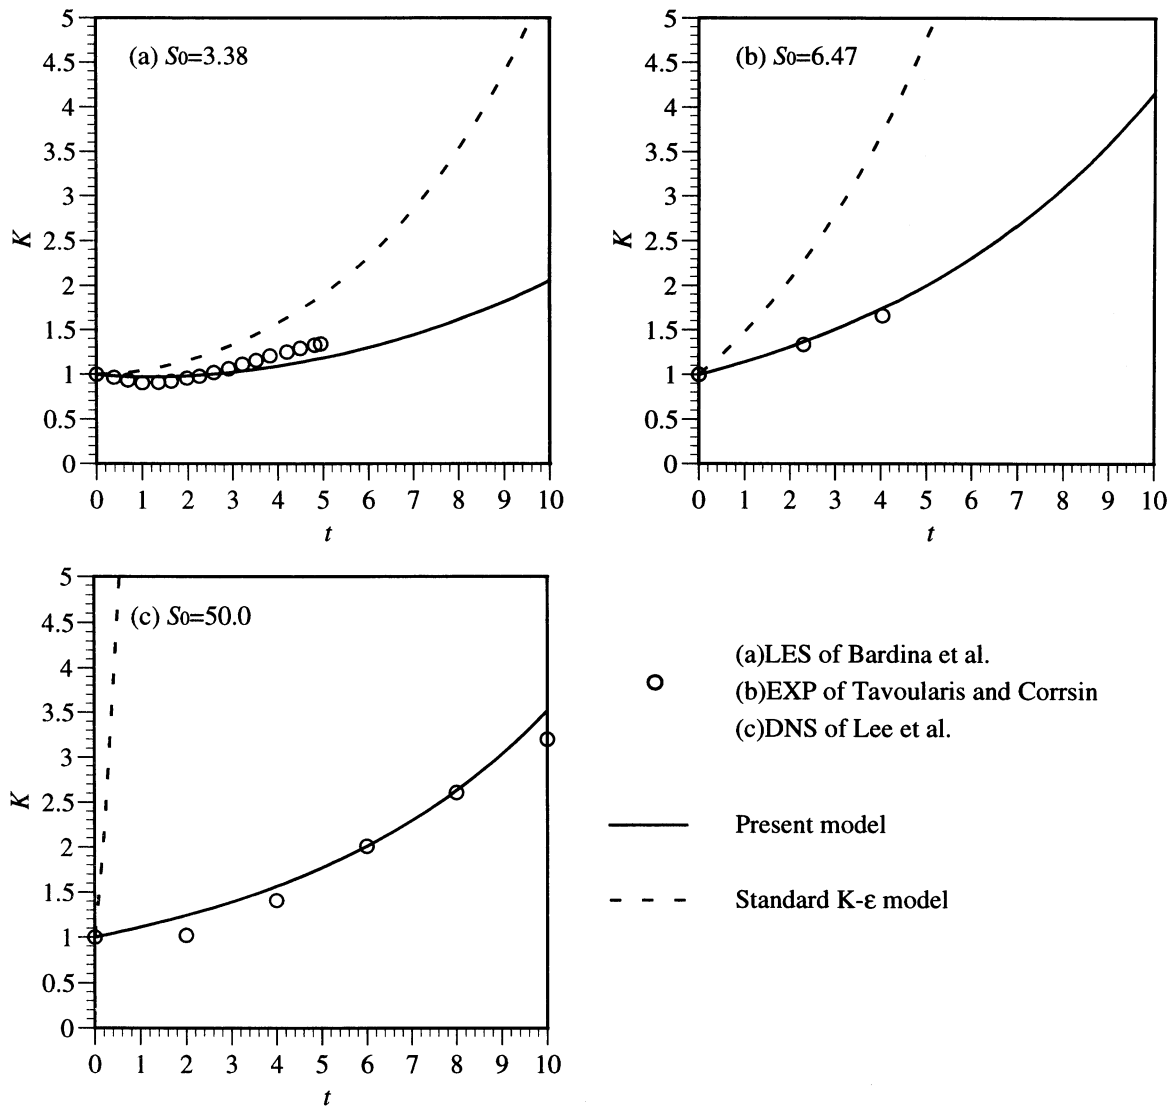 5
4.5
4
3.5
3
2.5
2
1.5
1
0.5
0
K
(a) S0=3.38
0 1 2 3 4 5 6 7 8 9 10
t
5
4.5
4
3.5
3
2.5
2
1.5
1
0.5
0
K
(b) S0=6.47
0 1 2 3 4 5 6 7 8 9 10
t
5
4.5
4
3.5
3
2.5
2
1.5
1
0.5
0
K
(c) S0=50.0
0 1 2 3 4 5 6 7 8 9 10
t
(a)LES of Bardina et al.
(b)EXP of Tavoularis and Corrsin
(c)DNS of Lee et al.
Present model
Standard K-ε model